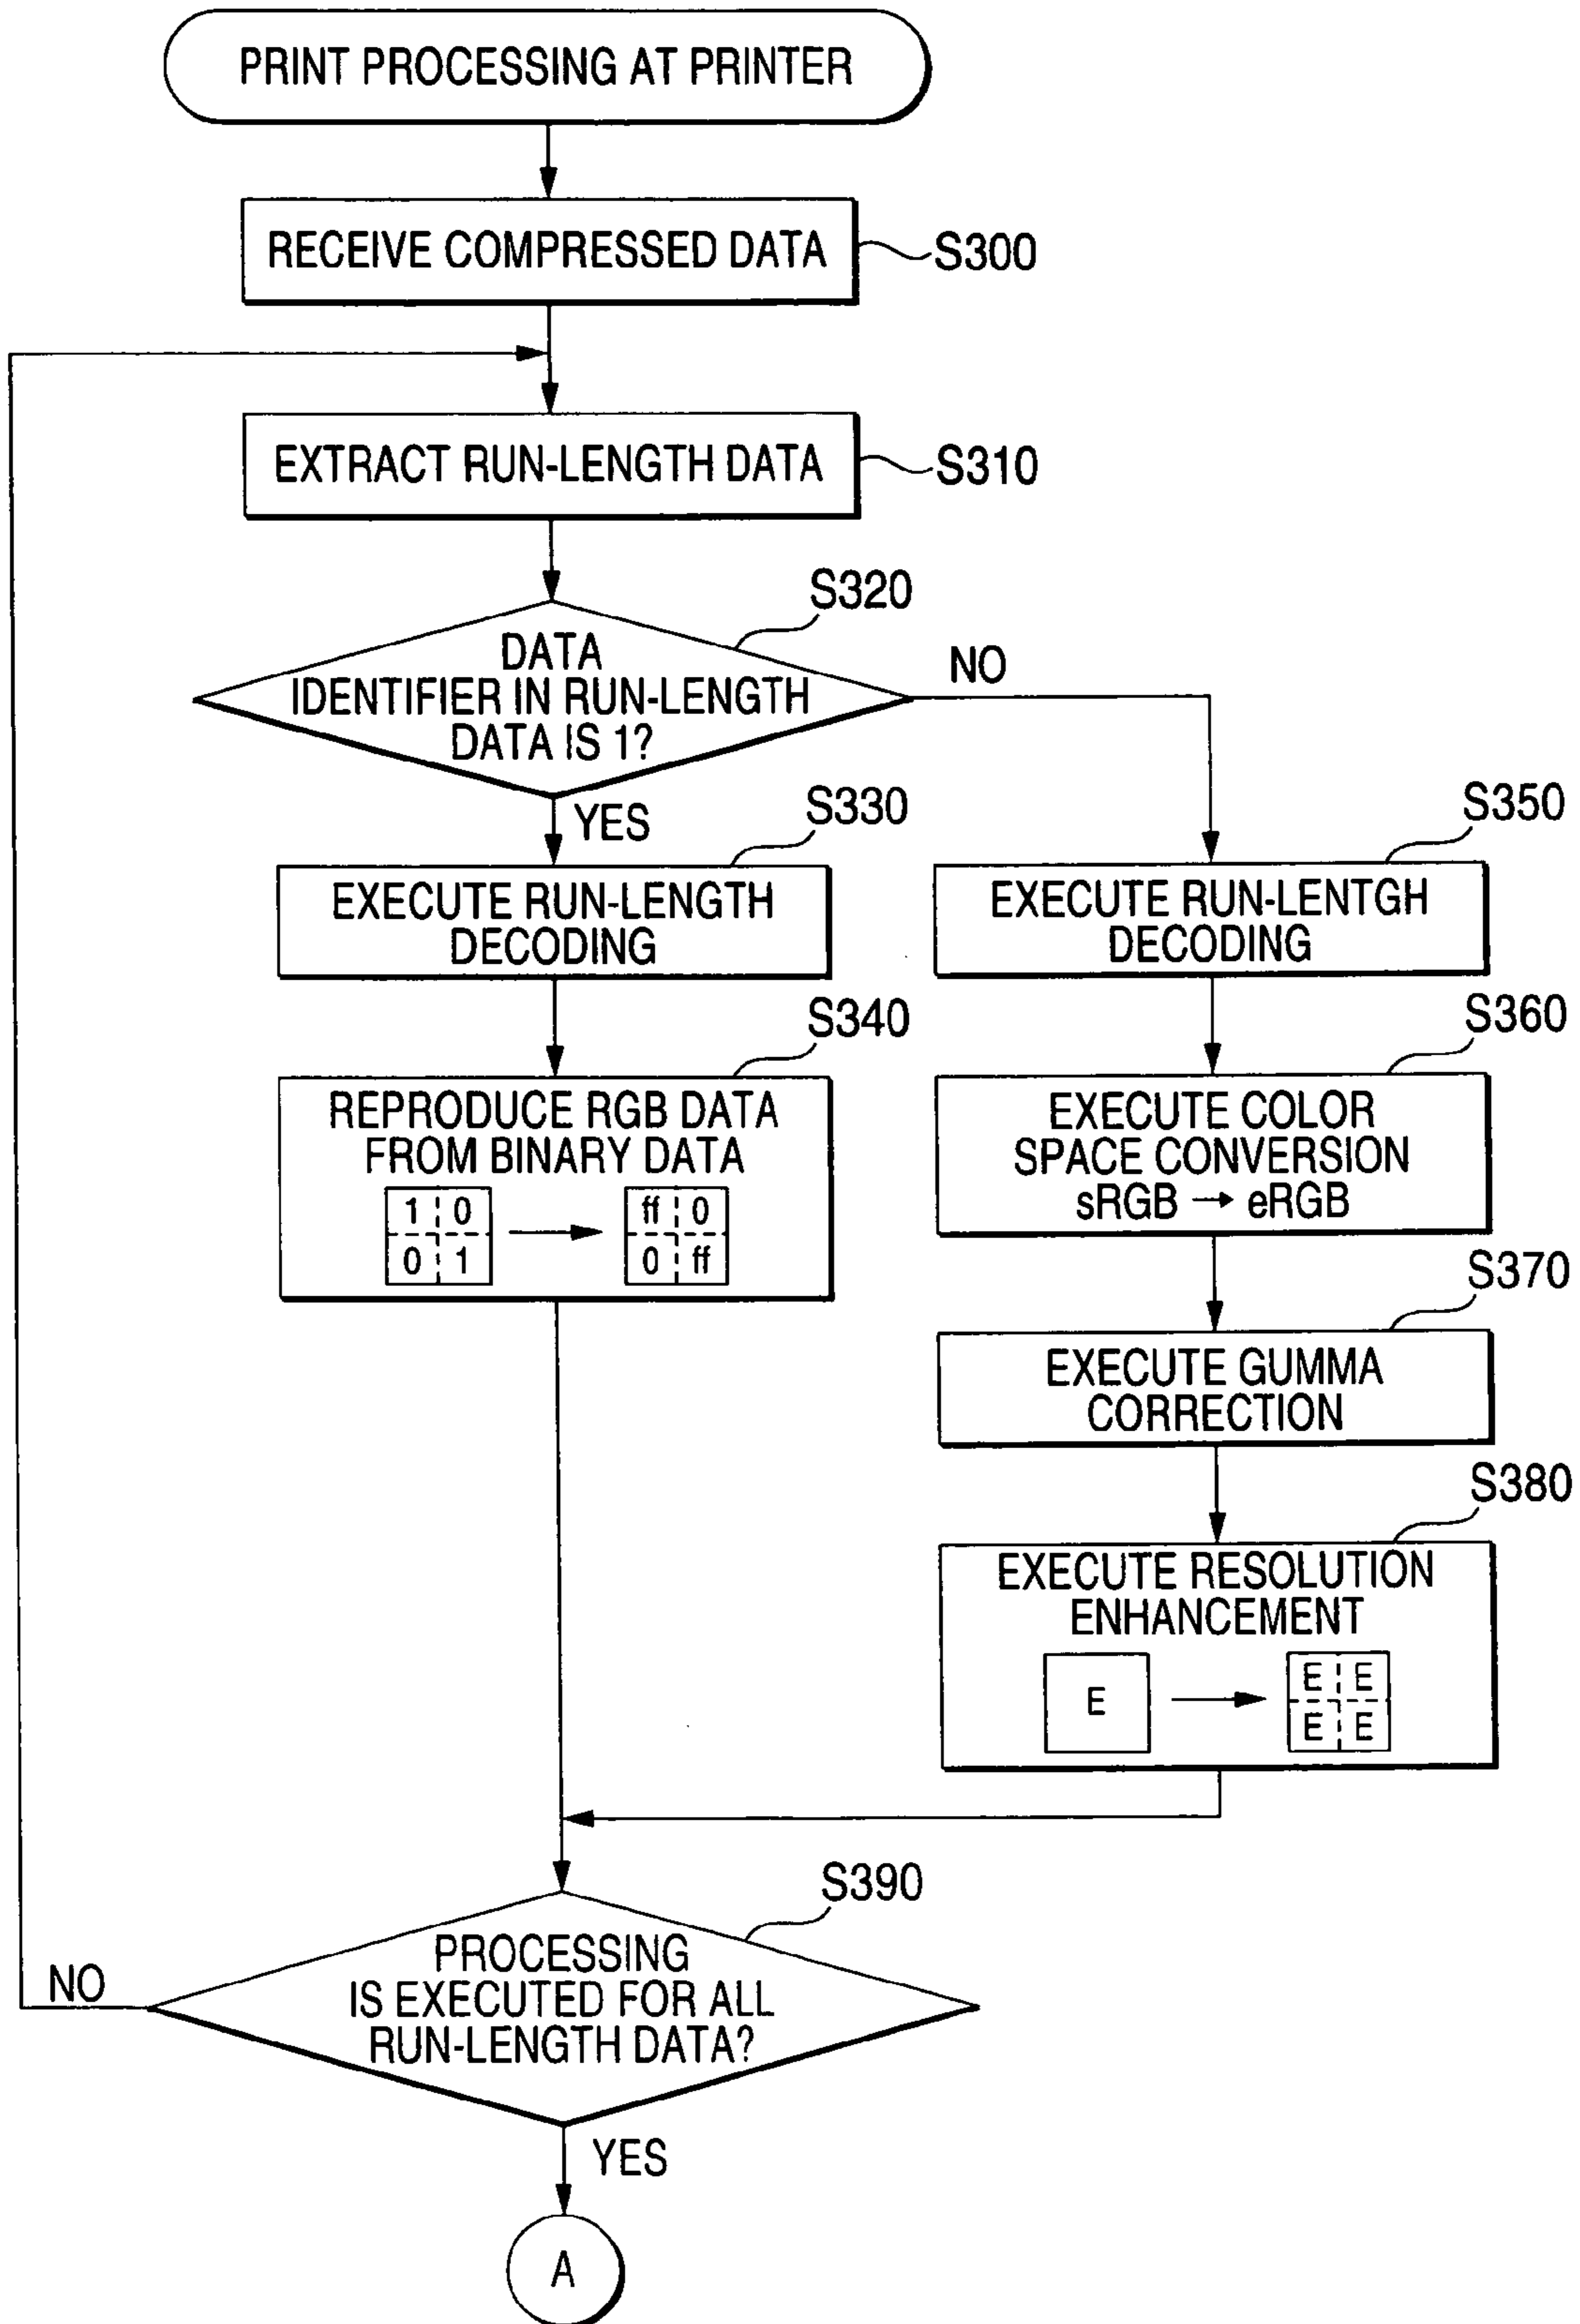 PRINT PROCESSING AT PRINTER
RECEIVE COMPRESSED DATA
S300
EXTRACT RUN-LENGTH DATA
S310
S320
DATA
IDENTIFIER IN RUN-LENGTH
DATA IS 1?
NO
YES
S330
EXECUTE RUN-LENGTH
DECODING
S340
REPRODUCE RGB DATA
FROM BINARY DATA
1 0
0 1
ff 0
0 ff
S350
EXECUTE RUN-LENTGH
DECODING
S360
EXECUTE COLOR
SPACE CONVERSION
sRGB → eRGB
S370
EXECUTE GUMMA
CORRECTION
S380
EXECUTE RESOLUTION
ENHANCEMENT
E
E E
E E
S390
PROCESSING
IS EXECUTED FOR ALL
RUN-LENGTH DATA?
NO
YES
A